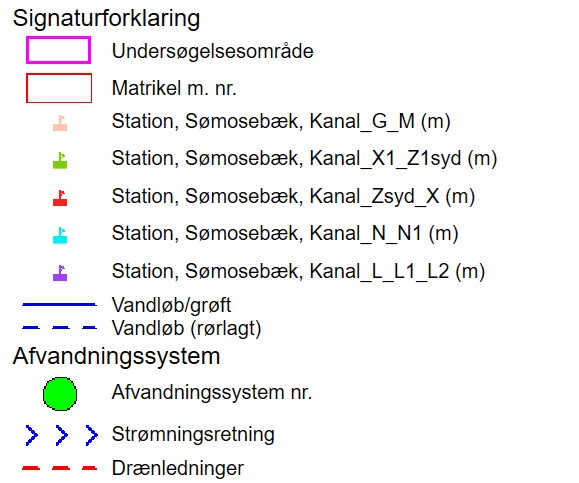 Signaturforklaring
Undersøgelsesområde
Matrikel m. nr.
Station, Sømosebæk, Kanal_G_M (m)
Station, Sømosebæk, Kanal_X1_Z1syd (m)
Station, Sømosebæk, Kanal_Zsyd_X (m)
Station, Sømosebæk, Kanal_N_N1 (m)
Station, Sømosebæk, Kanal_L_L1_L2 (m)
Vandløb/grøft
Vandløb (rørlagt)
Afvandningssystem
Afvandningssystem nr.
Strømningsretning
Drænledninger